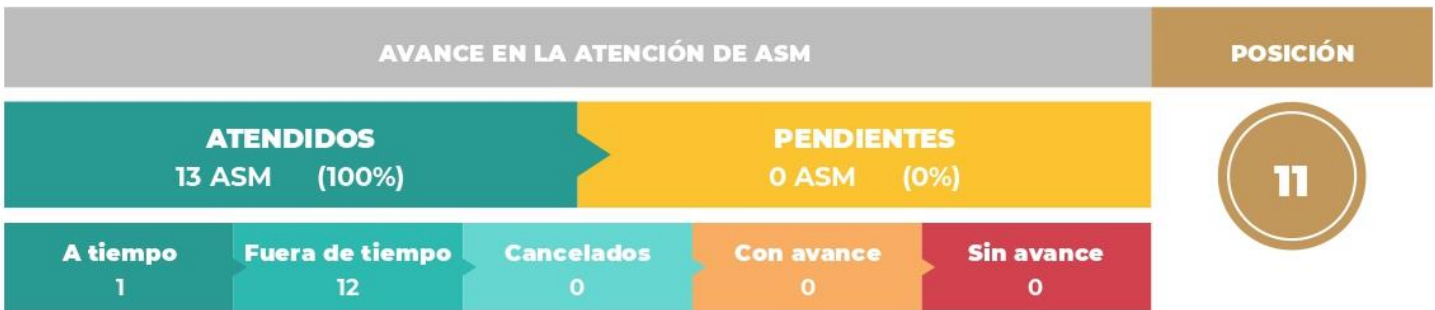 AVANCE EN LA ATENCIÓN DE ASM
POSICIÓN
ATENDIDOS
13 ASM (100%)
PENDIENTES
0 ASM (0%)
11
A tiempo
1
Fuera de tiempo
12
Cancelados
0
Con avance
0
Sin avance
0